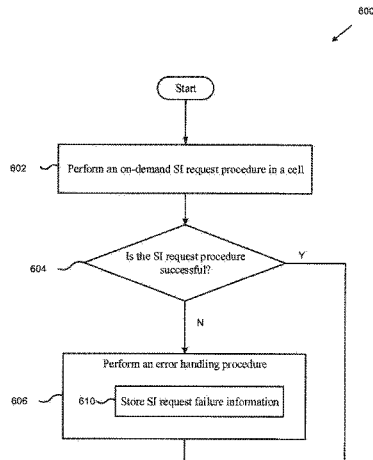 600
Start
602
Perform an on-demand SI request procedure in a cell
Is the SI request procedure
successful?
Y
604
N
Perform an error handling procedure
606
610
Store SI request failure information